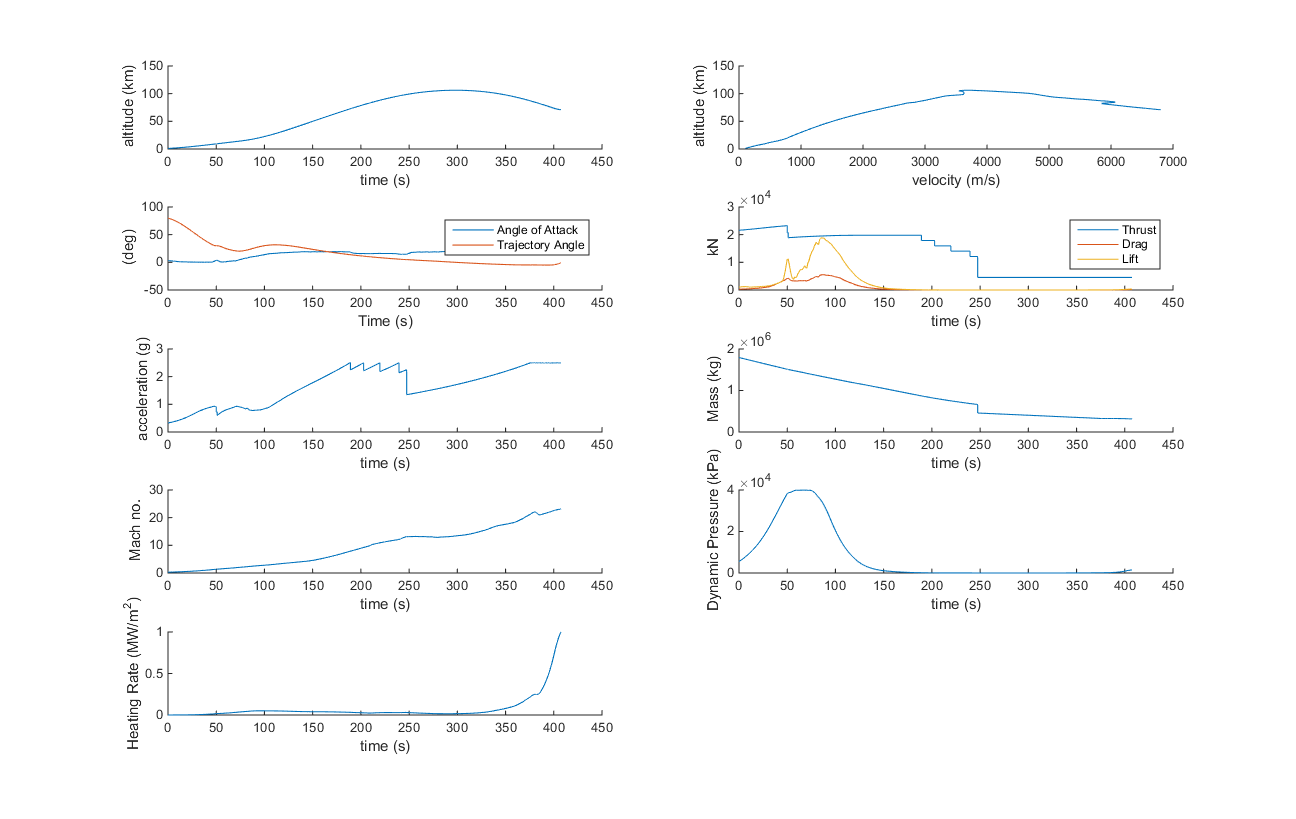 150
100
50
0
altitude (km)
0 50 100 150 200 250 300 350 400 450
time (s)
150
100
50
0
altitude (km)
0 1000 2000 3000 4000 5000 6000 7000
velocity (m/s)
100
50
0
-50
(deg)
Angle of Attack
Trajectory Angle
0 50 100 150 200 250 300 350 400 450
Time (s)
×10^4
3
2
1
0
kN
Thrust
Drag
Lift
0 50 100 150 200 250 300 350 400 450
time (s)
3
2
1
0
acceleration (g)
0 50 100 150 200 250 300 350 400 450
time (s)
×10^6
2
1
0
Mass (kg)
0 50 100 150 200 250 300 350 400 450
time (s)
30
20
10
0
Mach no.
0 50 100 150 200 250 300 350 400 450
time (s)
×10^4
4
2
0
Dynamic Pressure (kPa)
0 50 100 150 200 250 300 350 400 450
time (s)
1
0.5
0
Heating Rate (MW/m^2)
0 50 100 150 200 250 300 350 400 450
time (s)